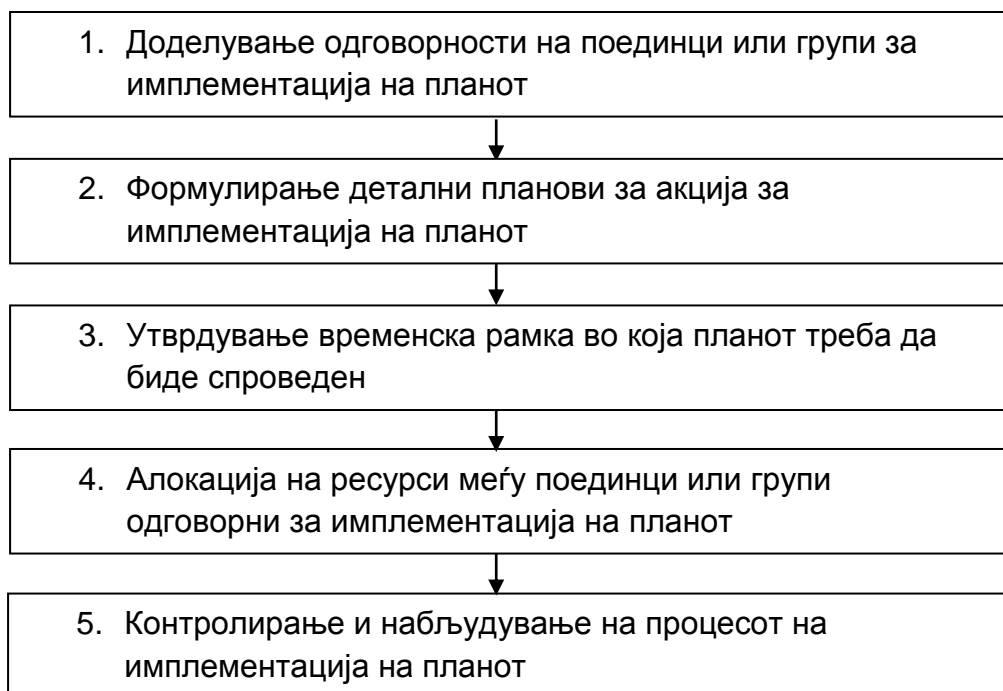 1. Доделување одговорности на поединци или групи за
имплементација на планот
2. Формулирање детални планови за акција за
имплементација на планот
3. Утврдување временска рамка во која планот треба да
биде спроведен
4. Алокација на ресурси меѓу поединци или групи
одговорни за имплементација на планот
5. Контролирање и набљудување на процесот на
имплементација на планот